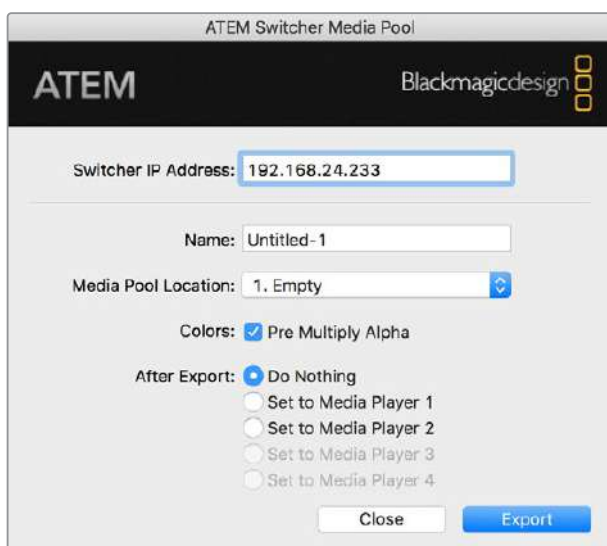 ATEM Switcher Media Pool
ATEM
Blackmagicdesign
Switcher IP Address: 192.168.24.233
Name: Untitled-1
Media Pool Location: 1. Empty
Colors: Pre Multiply Alpha
After Export: Do Nothing
Set to Media Player 1
Set to Media Player 2
Set to Media Player 3
Set to Media Player 4
Close Export